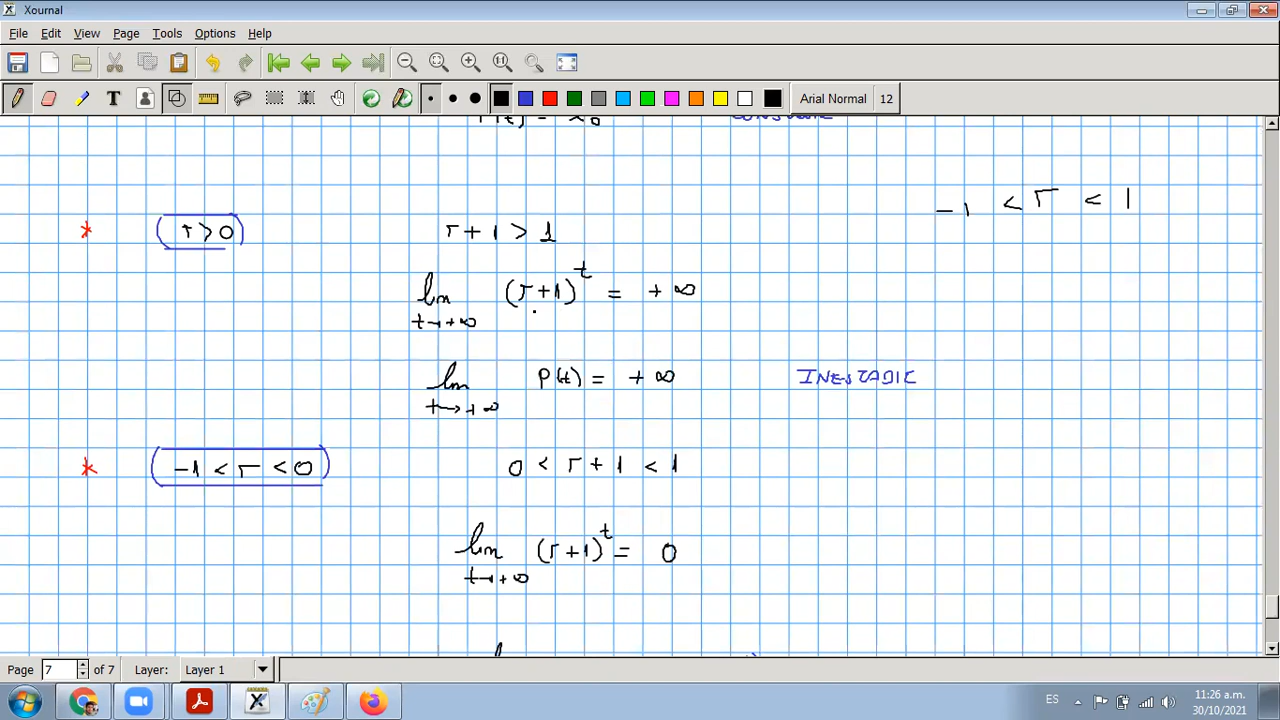 Xournal
File Edit View Page Tools Options Help
Arial Normal 12
-1 < r < 1
* r > 0 r + 1 > 1
lim (r+1)^t = +∞
t→+∞
lim P(t) = +∞ INESTABLE
t→+∞
* -1 < r < 0 0 < r + 1 < 1
lim (r+1)^t = 0
t→+∞
Page 7 of 7 Layer: Layer 1
ES 11:26 a.m.
30/10/2021